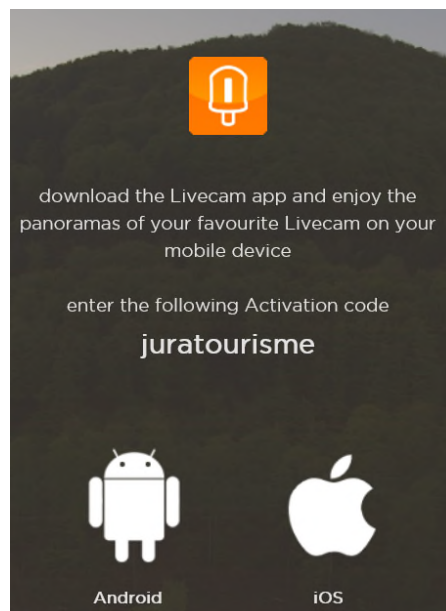 download the Livecam app and enjoy the
panoramas of your favourite Livecam on your
mobile device
enter the following Activation code
juratourisme
Android
iOS